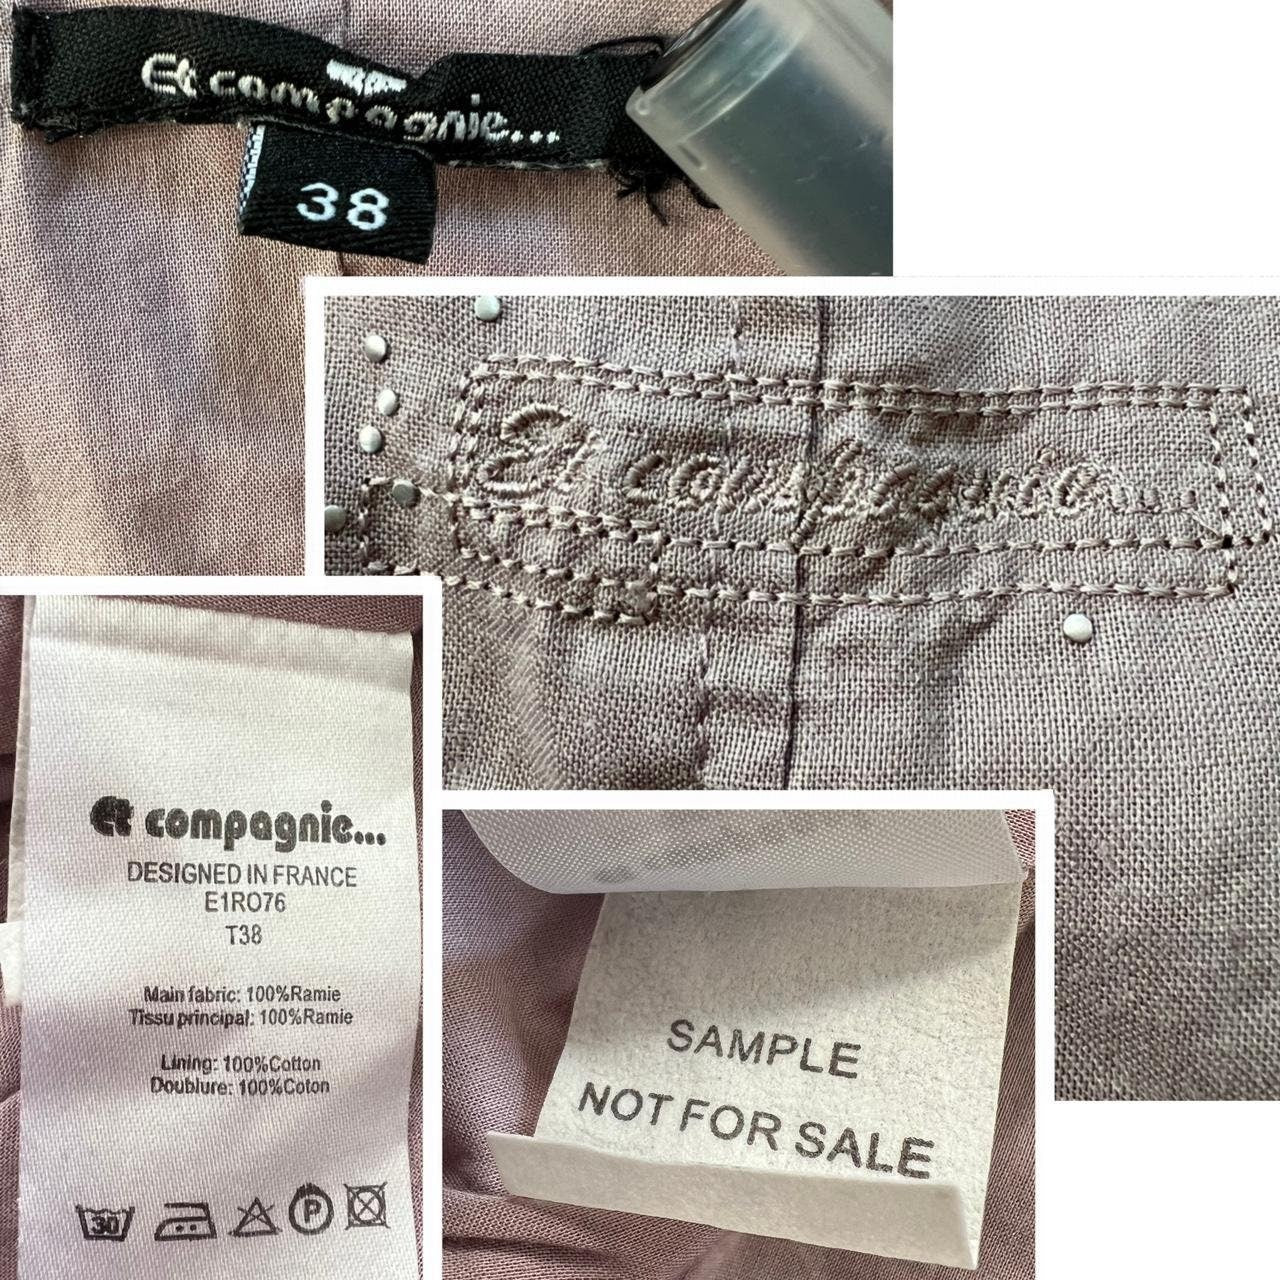 Et compagnie...
38
Et compagnie...
Et compagnie...
DESIGNED IN FRANCE
E1RO76
T38
Main fabric: 100%Ramie
Tissu principal: 100%Ramie
Lining: 100%Cotton
Doublure: 100%Coton
30
P
SAMPLE
NOT FOR SALE